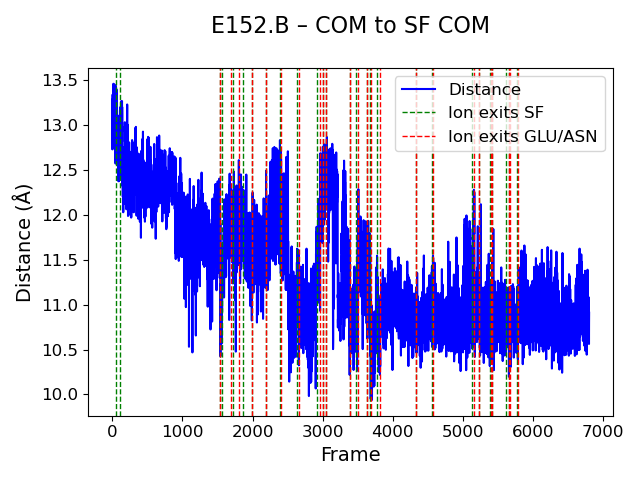 E152.B – COM to SF COM
Distance
Ion exits SF
Ion exits GLU/ASN
Distance (Å)
13.5
13.0
12.5
12.0
11.5
11.0
10.5
10.0
0
1000
2000
3000
4000
5000
6000
7000
Frame